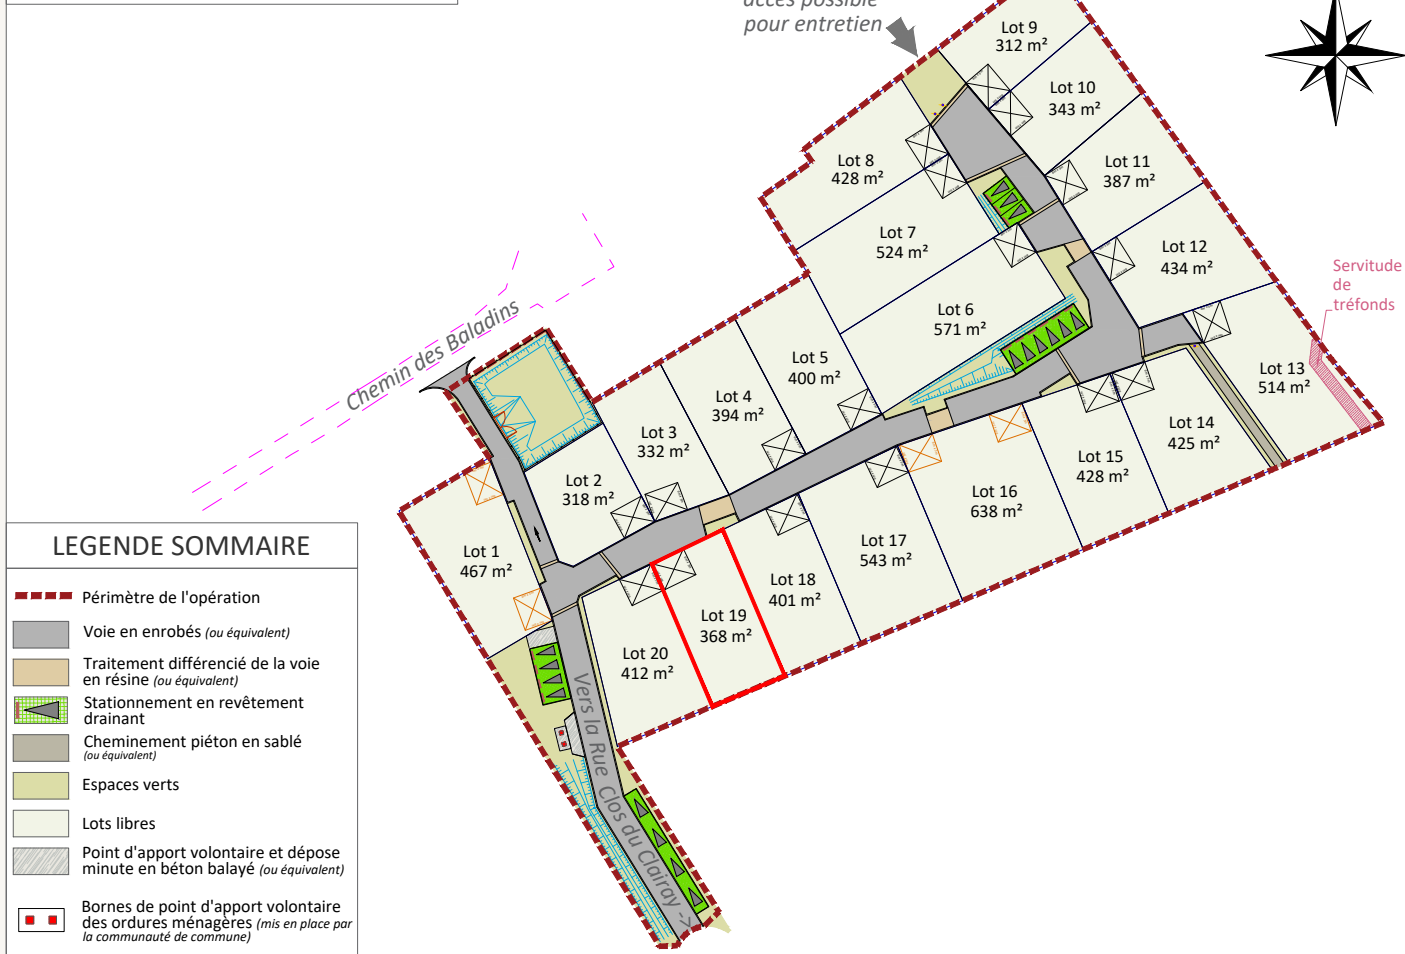 accès possible
pour entretien
Lot 9
312 m²
Lot 10
343 m²
Lot 8
428 m²
Lot 11
387 m²
Lot 7
524 m²
Lot 12
434 m²
Servitude
de
tréfonds
Lot 6
571 m²
Chemin des Baladins
Lot 5
400 m²
Lot 13
514 m²
Lot 4
394 m²
Lot 3
332 m²
Lot 14
425 m²
Lot 2
318 m²
Lot 15
428 m²
Lot 16
638 m²
Lot 1
467 m²
Lot 17
543 m²
Lot 18
401 m²
Lot 19
368 m²
Lot 20
412 m²
Vers la Rue Clos du Clairay ->
LEGENDE SOMMAIRE
Périmètre de l'opération
Voie en enrobés (ou équivalent)
Traitement différencié de la voie
en résine (ou équivalent)
Stationnement en revêtement
drainant
Cheminement piéton en sablé
(ou équivalent)
Espaces verts
Lots libres
Point d'apport volontaire et dépose
minute en béton balayé (ou équivalent)
Bornes de point d'apport volontaire
des ordures ménagères (mis en place par
la communauté de commune)